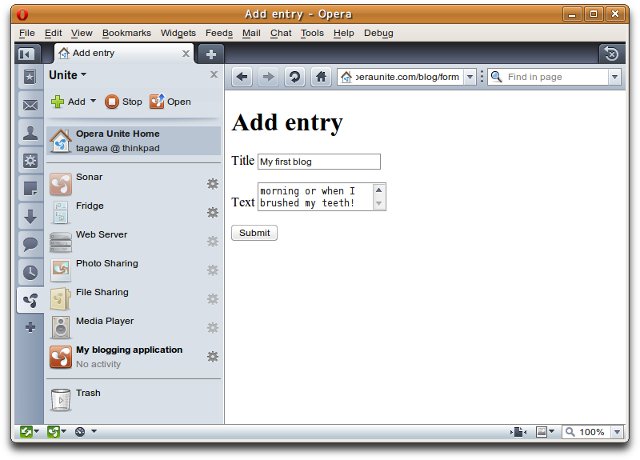 Add entry - Opera
File Edit View Bookmarks Widgets Feeds Mail Chat Tools Help Debug
Add entry
Unite
peraunite.com/blog/form
Find in page
Add Stop Open
Opera Unite Home
tagawa @ thinkpad
Sonar
Fridge
Web Server
Photo Sharing
File Sharing
Media Player
My blogging application
No activity
Trash
Add entry
Title My first blog
morning or when I
Text brushed my teeth!
Submit
100%